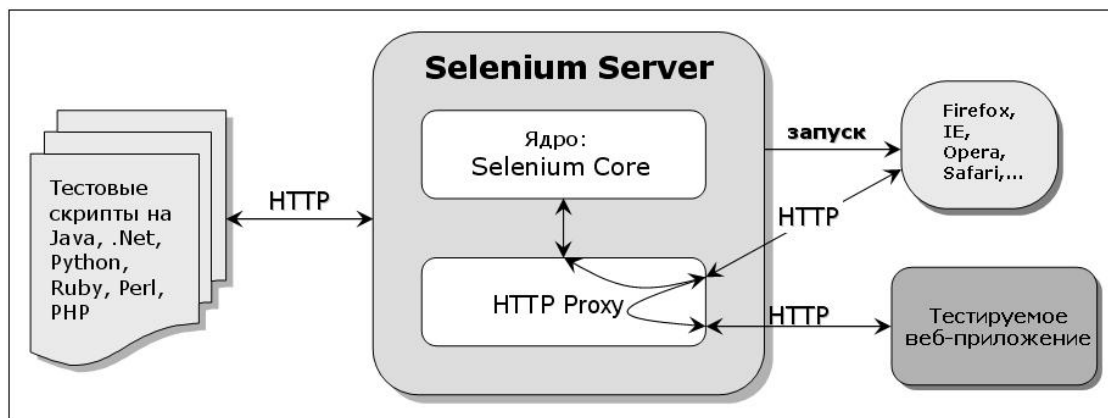 Selenium Server
Тестовые
скрипты на
Java, .Net,
Python,
Ruby, Perl,
PHP
HTTP
Ядро:
Selenium Core
HTTP Proxy
запуск
Firefox,
IE,
Opera,
Safari,...
HTTP
HTTP
Тестируемое
веб-приложение